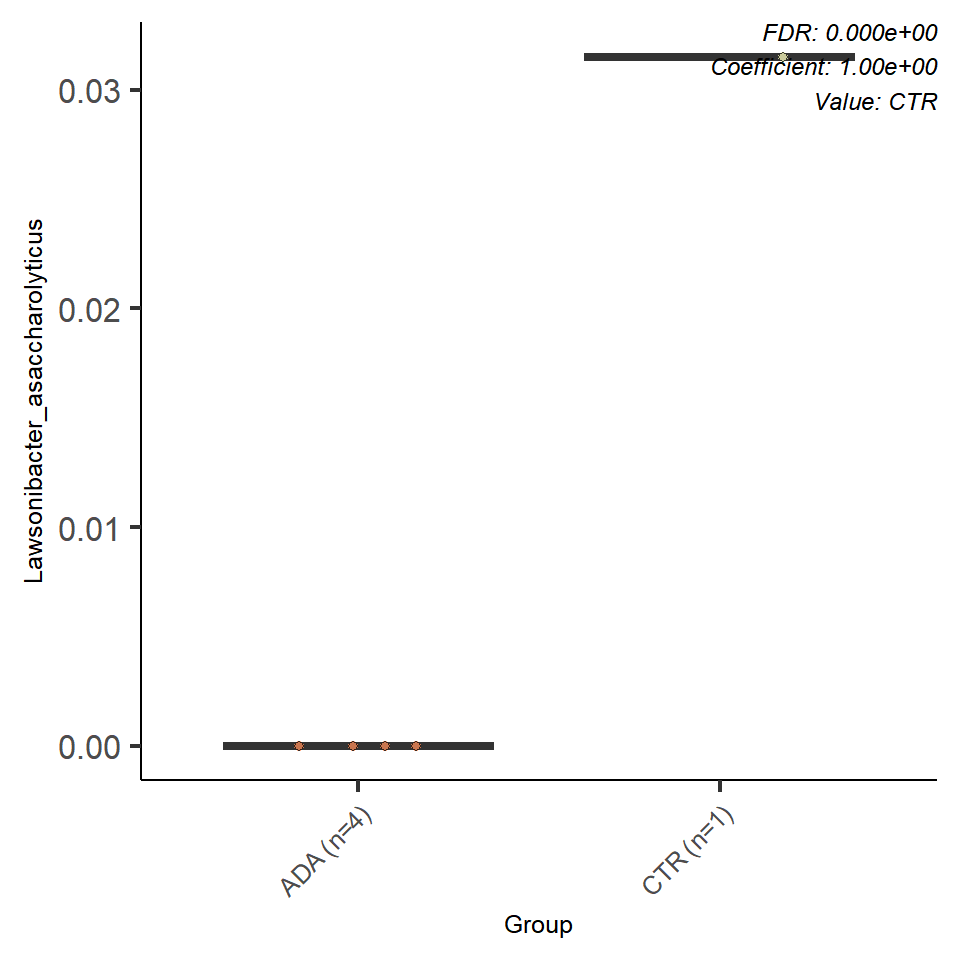 FDR: 0.000e+00
Coefficient: 1.00e+00
Value: CTR
Lawsonibacter_asaccharolyticus
0.03
0.02
0.01
0.00
ADA (n=4)
CTR (n=1)
Group